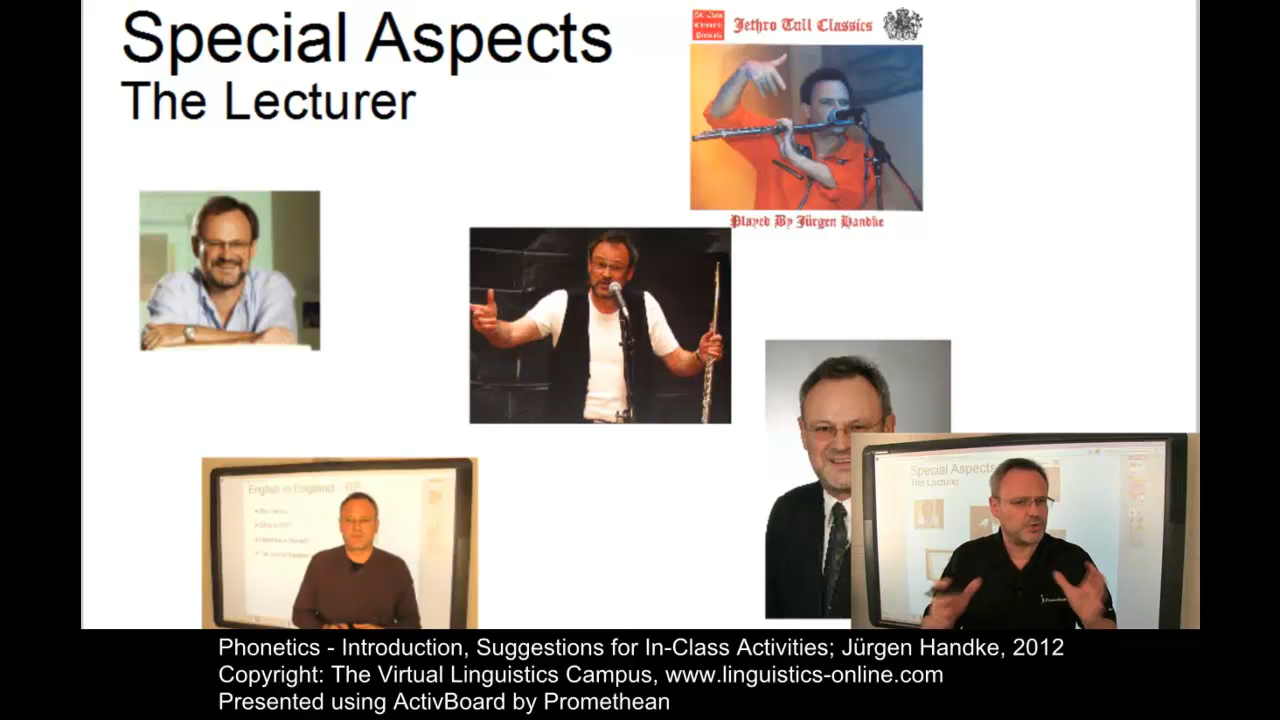 Special Aspects
The Lecturer
Jethro Tull Classics
Played By Jürgen Handke
English in England
RP
Special Aspects
The Lecturer
Promethean
Phonetics - Introduction, Suggestions for In-Class Activities; Jürgen Handke, 2012
Copyright: The Virtual Linguistics Campus, www.linguistics-online.com
Presented using ActivBoard by Promethean